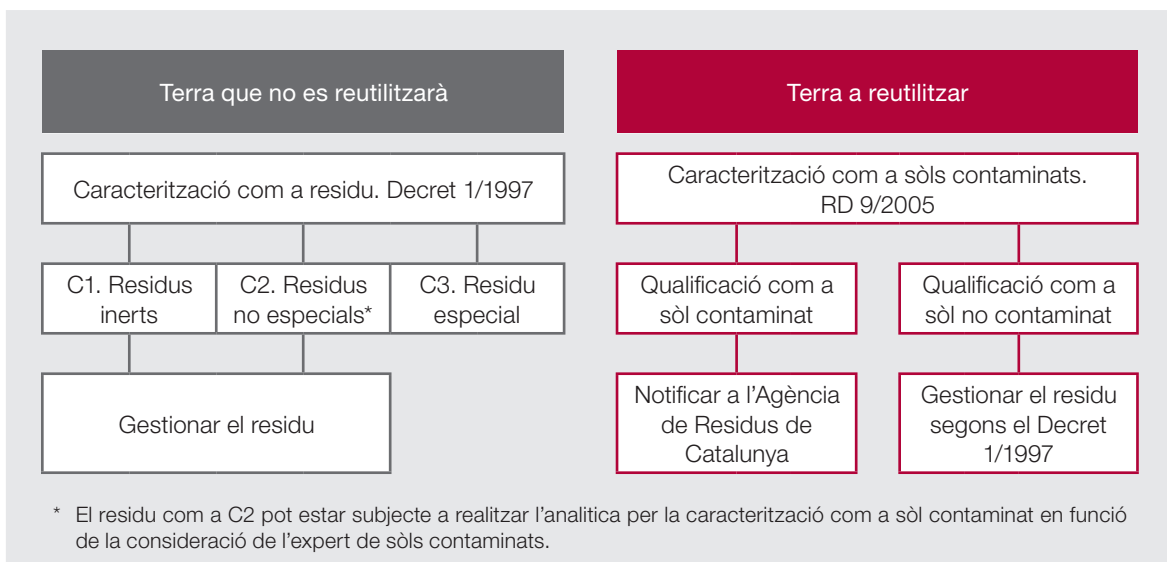 Terra que no es reutilitzarà
Caracterització com a residu. Decret 1/1997
C1. Residus
inerts
C2. Residus
no especials*
C3. Residu
especial
Gestionar el residu
Terra a reutilitzar
Caracterització com a sòls contaminats.
RD 9/2005
Qualificació com a
sòl contaminat
Qualificació com a
sòl no contaminat
Notificar a l’Agència
de Residus de
Catalunya
Gestionar el residu
segons el Decret
1/1997
* El residu com a C2 pot estar subjecte a realitzar l’analitica per la caracterització com a sòl contaminat en funció
de la consideració de l’expert de sòls contaminats.